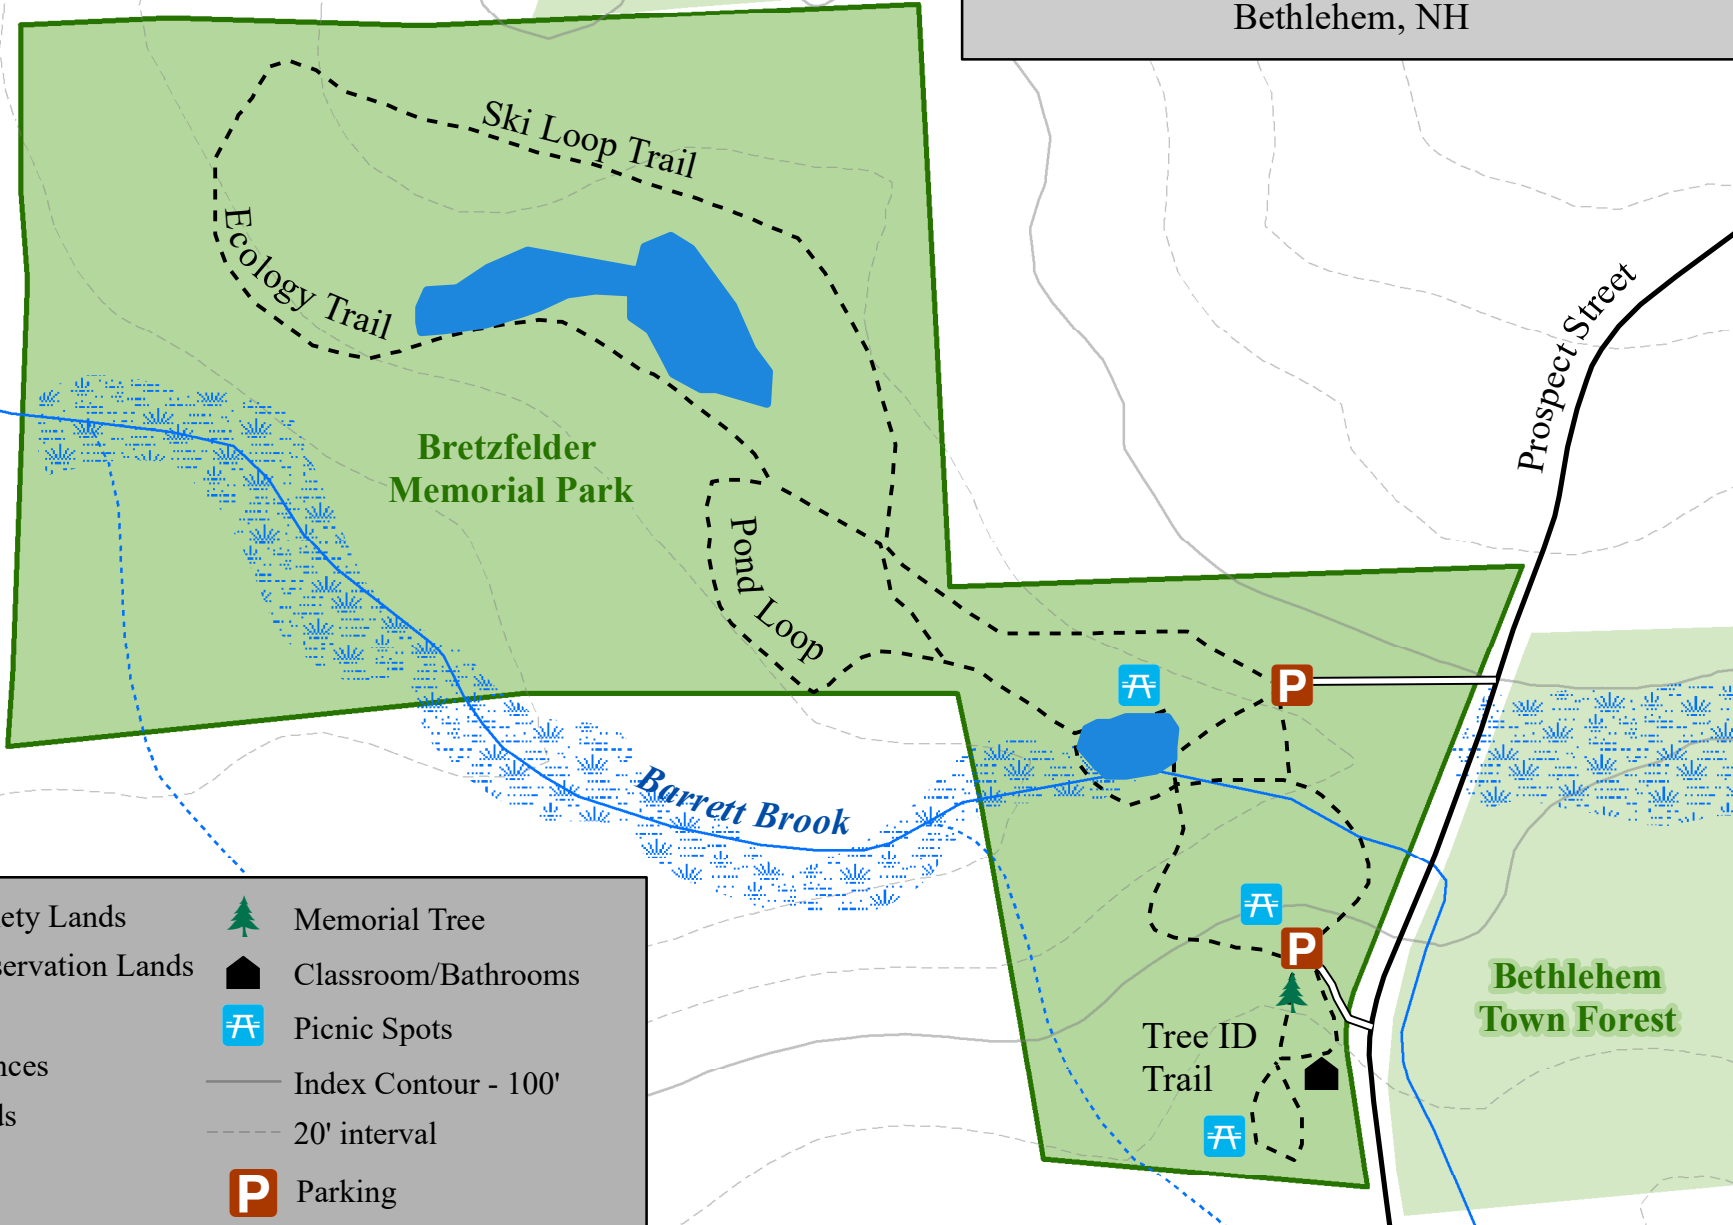 Bethlehem, NH
Ski Loop Trail
Ecology Trail
Prospect Street
Bretzfelder
Memorial Park
Pond Loop
P
Barrett Brook
P
Bethlehem
Town Forest
Tree ID
Trail
ety Lands
Memorial Tree
servation Lands
Classroom/Bathrooms
Picnic Spots
nces
Index Contour - 100'
ls
20' interval
P Parking